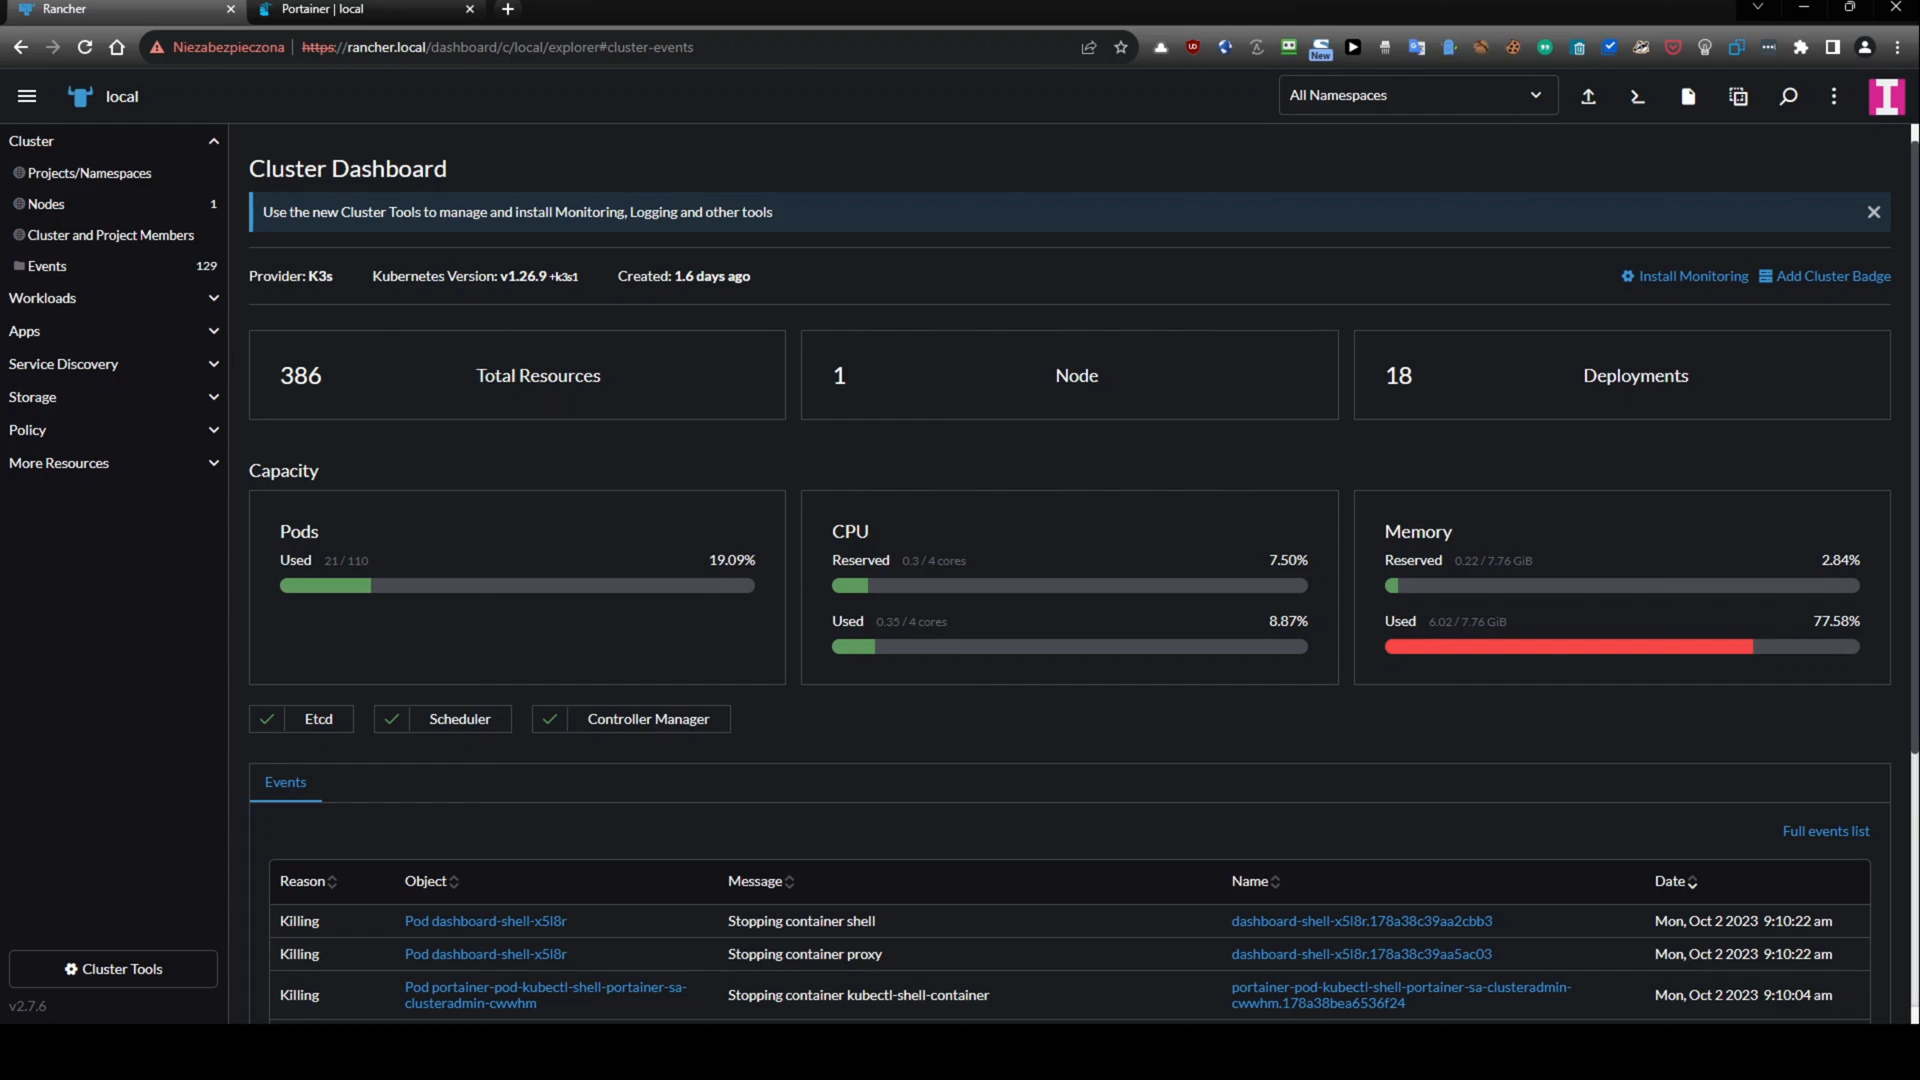 Rancher
Portainer | local
Niezabezpieczona
https://rancher.local/dashboard/c/local/explorer#cluster-events
New
local
All Namespaces
Cluster
Projects/Namespaces
Nodes 1
Cluster and Project Members
Events 129
Workloads
Apps
Service Discovery
Storage
Policy
More Resources
Cluster Tools
v2.7.6
Cluster Dashboard
Use the new Cluster Tools to manage and install Monitoring, Logging and other tools
Provider: K3s Kubernetes Version: v1.26.9 +k3s1 Created: 1.6 days ago
Install Monitoring Add Cluster Badge
386 Total Resources
1 Node
18 Deployments
Capacity
Pods
Used 21 / 110 19.09%
CPU
Reserved 0.3 / 4 cores 7.50%
Used 0.35 / 4 cores 8.87%
Memory
Reserved 0.22 / 7.76 GiB 2.84%
Used 6.02 / 7.76 GiB 77.58%
Etcd
Scheduler
Controller Manager
Events
Full events list
Reason Object Message Name Date
Killing Pod dashboard-shell-x5l8r Stopping container shell dashboard-shell-x5l8r.178a38c39aa2cbb3 Mon, Oct 2 2023 9:10:22 am
Killing Pod dashboard-shell-x5l8r Stopping container proxy dashboard-shell-x5l8r.178a38c39aa5ac03 Mon, Oct 2 2023 9:10:22 am
Killing Pod portainer-pod-kubectl-shell-portainer-sa-clusteradmin-cwwhm Stopping container kubectl-shell-container portainer-pod-kubectl-shell-portainer-sa-clusteradmin-cwwhm.178a38bea6536f24 Mon, Oct 2 2023 9:10:04 am